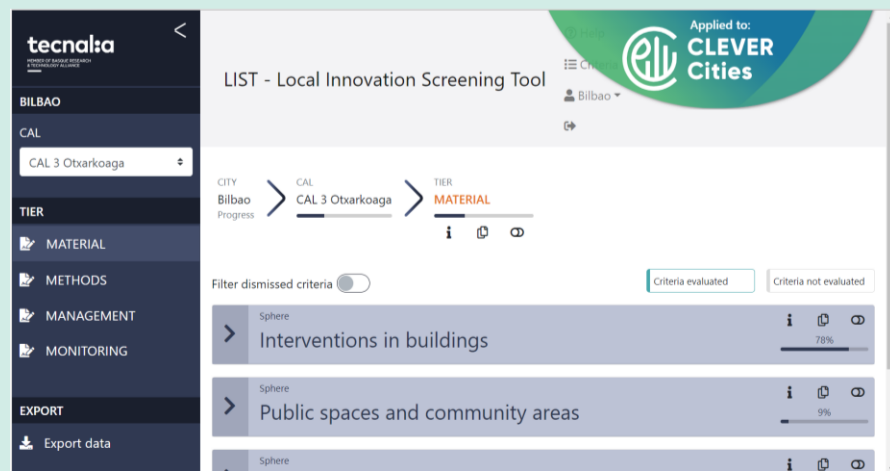 tecnal:a
MEMBER OF BASQUE RESEARCH
& TECHNOLOGY ALLIANCE
<
BILBAO
CAL
CAL 3 Otxarkoaga
TIER
MATERIAL
METHODS
MANAGEMENT
MONITORING
EXPORT
Export data
LIST - Local Innovation Screening Tool
Help
Bilbao
Applied to:
CLEVER
Cities
CITY
Bilbao
Progress
CAL
CAL 3 Otxarkoaga
TIER
MATERIAL
Filter dismissed criteria
Criteria evaluated
Criteria not evaluated
Sphere
Interventions in buildings
78%
Sphere
Public spaces and community areas
9%
Sphere